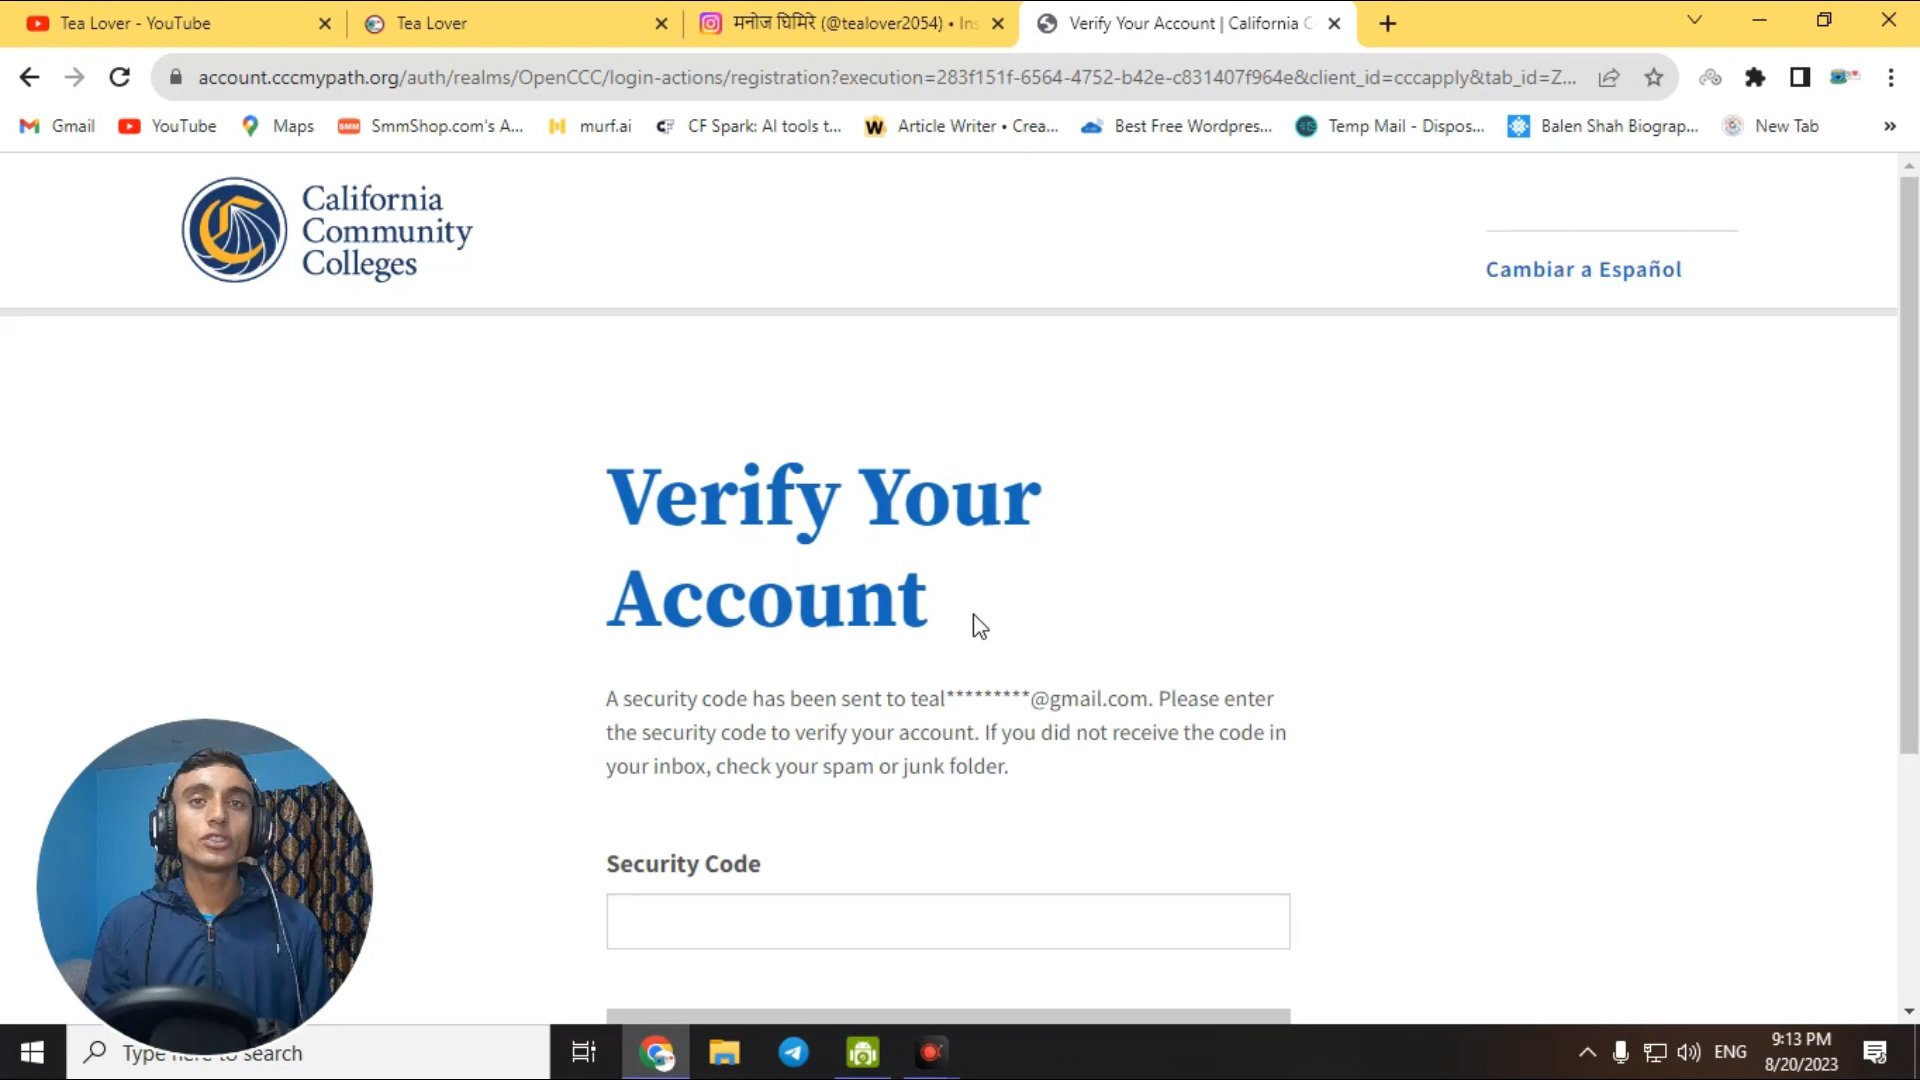 Tea Lover - YouTube
Tea Lover
मनोज घिमिरे (@tealover2054) • Ins
Verify Your Account | California C
account.cccmypath.org/auth/realms/OpenCCC/login-actions/registration?execution=283f151f-6564-4752-b42e-c831407f964e&client_id=cccapply&tab_id=Z...
Gmail
YouTube
Maps
SMM
SmmShop.com's A...
murf.ai
CF Spark: AI tools t...
W
Article Writer • Crea...
Best Free Wordpres...
Temp Mail - Dispos...
Balen Shah Biograp...
New Tab
»
California
Community
Colleges
Cambiar a Español
Verify Your
Account
A security code has been sent to teal*********@gmail.com. Please enter
the security code to verify your account. If you did not receive the code in
your inbox, check your spam or junk folder.
Security Code
Type here to search
ENG
9:13 PM
8/20/2023